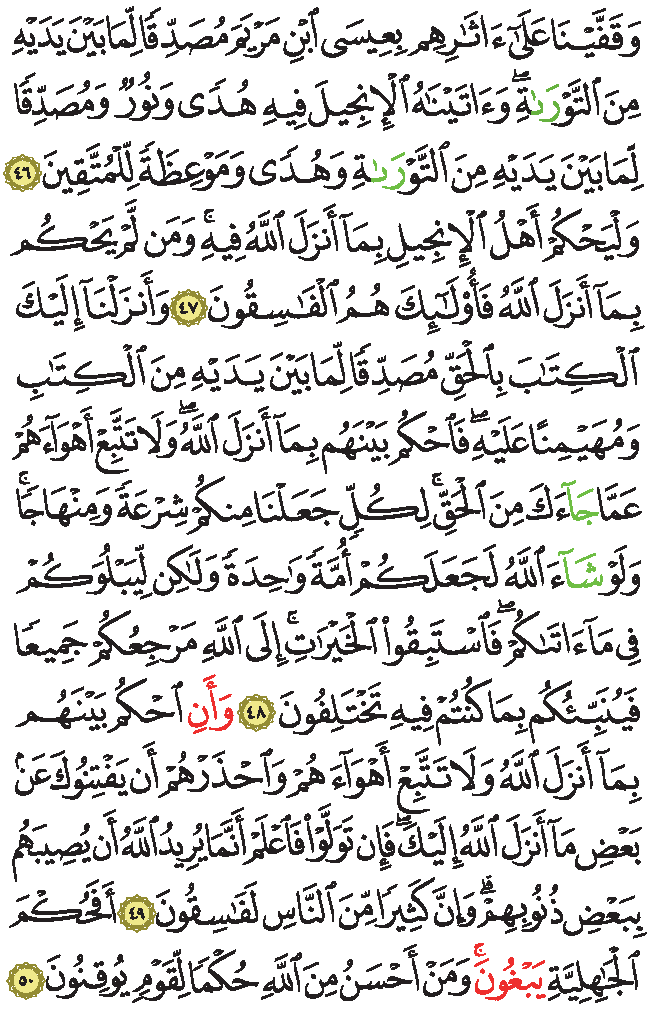 وَقَفَّيْنَا عَلَىٰٓ ءَاثَٰرِهِم بِعِيسَى ٱبْنِ مَرْيَمَ مُصَدِّقًا لِّمَا بَيْنَ يَدَيْهِ
مِنَ ٱلتَّوْرَىٰةِۖ وَءَاتَيْنَٰهُ ٱلْإِنجِيلَ فِيهِ هُدًى وَنُورٌ وَمُصَدِّقًا
لِّمَا بَيْنَ يَدَيْهِ مِنَ ٱلتَّوْرَىٰةِ وَهُدًى وَمَوْعِظَةً لِّلْمُتَّقِينَ ٤٦
وَلْيَحْكُمْ أَهْلُ ٱلْإِنجِيلِ بِمَآ أَنزَلَ ٱللَّهُ فِيهِۚ وَمَن لَّمْ يَحْكُم
بِمَآ أَنزَلَ ٱللَّهُ فَأُوْلَٰٓئِكَ هُمُ ٱلْفَٰسِقُونَ ٤٧ وَأَنزَلْنَآ إِلَيْكَ
ٱلْكِتَٰبَ بِٱلْحَقِّ مُصَدِّقًا لِّمَا بَيْنَ يَدَيْهِ مِنَ ٱلْكِتَٰبِ
وَمُهَيْمِنًا عَلَيْهِۖ فَٱحْكُم بَيْنَهُم بِمَآ أَنزَلَ ٱللَّهُۖ وَلَا تَتَّبِعْ أَهْوَآءَهُمْ
عَمَّا جَآءَكَ مِنَ ٱلْحَقِّۚ لِكُلٍّ جَعَلْنَا مِنكُمْ شِرْعَةً وَمِنْهَاجًاۚ
وَلَوْ شَآءَ ٱللَّهُ لَجَعَلَكُمْ أُمَّةً وَٰحِدَةً وَلَٰكِن لِّيَبْلُوَكُمْ
فِي مَآ ءَاتَىٰكُمْۖ فَٱسْتَبِقُواْ ٱلْخَيْرَٰتِۚ إِلَى ٱللَّهِ مَرْجِعُكُمْ جَمِيعًا
فَيُنَبِّئُكُم بِمَا كُنتُمْ فِيهِ تَخْتَلِفُونَ ٤٨ وَأَنِ ٱحْكُم بَيْنَهُم
بِمَآ أَنزَلَ ٱللَّهُ وَلَا تَتَّبِعْ أَهْوَآءَهُمْ وَٱحْذَرْهُمْ أَن يَفْتِنُوكَ عَنۢ
بَعْضِ مَآ أَنزَلَ ٱللَّهُ إِلَيْكَۖ فَإِن تَوَلَّوْاْ فَٱعْلَمْ أَنَّمَا يُرِيدُ ٱللَّهُ أَن يُصِيبَهُم
بِبَعْضِ ذُنُوبِهِمْۗ وَإِنَّ كَثِيرًا مِّنَ ٱلنَّاسِ لَفَٰسِقُونَ ٤٩ أَفَحُكْمَ
ٱلْجَٰهِلِيَّةِ يَبْغُونَۚ وَمَنْ أَحْسَنُ مِنَ ٱللَّهِ حُكْمًا لِّقَوْمٍ يُوقِنُونَ ٥٠